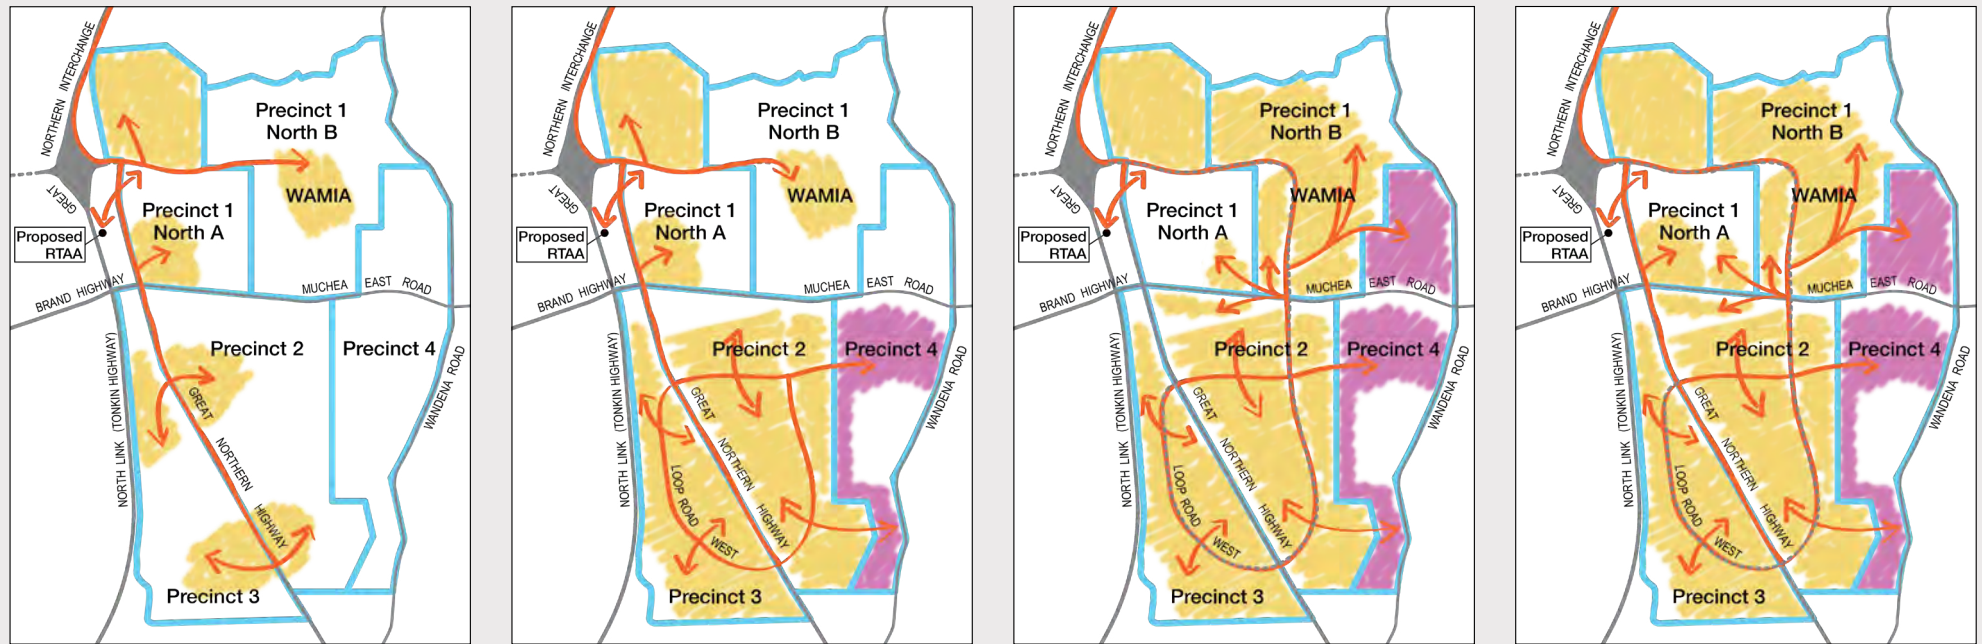 NORTHERN INTERCHANGE
Precinct 1
North B
GREAT
WAMIA
Precinct 1
North A
Proposed
RTAA
BRAND HIGHWAY
MUCHEA EAST ROAD
Precinct 2
Precinct 4
NORTH LINK (TONKIN HIGHWAY)
GREAT NORTHERN HIGHWAY
WANDENA ROAD
Precinct 3
NORTHERN INTERCHANGE
Precinct 1
North B
GREAT
WAMIA
Precinct 1
North A
Proposed
RTAA
BRAND HIGHWAY
MUCHEA EAST ROAD
Precinct 2
Precinct 4
NORTH LINK (TONKIN HIGHWAY)
GREAT NORTHERN HIGHWAY
LOOP ROAD WEST
WANDENA ROAD
Precinct 3
NORTHERN INTERCHANGE
Precinct 1
North B
GREAT
WAMIA
Precinct 1
North A
Proposed
RTAA
BRAND HIGHWAY
MUCHEA EAST ROAD
Precinct 2
Precinct 4
NORTH LINK (TONKIN HIGHWAY)
GREAT NORTHERN HIGHWAY
LOOP ROAD WEST
WANDENA ROAD
Precinct 3
NORTHERN INTERCHANGE
Precinct 1
North B
GREAT
WAMIA
Precinct 1
North A
Proposed
RTAA
BRAND HIGHWAY
MUCHEA EAST ROAD
Precinct 2
Precinct 4
NORTH LINK (TONKIN HIGHWAY)
GREAT NORTHERN HIGHWAY
LOOP ROAD WEST
WANDENA ROAD
Precinct 3